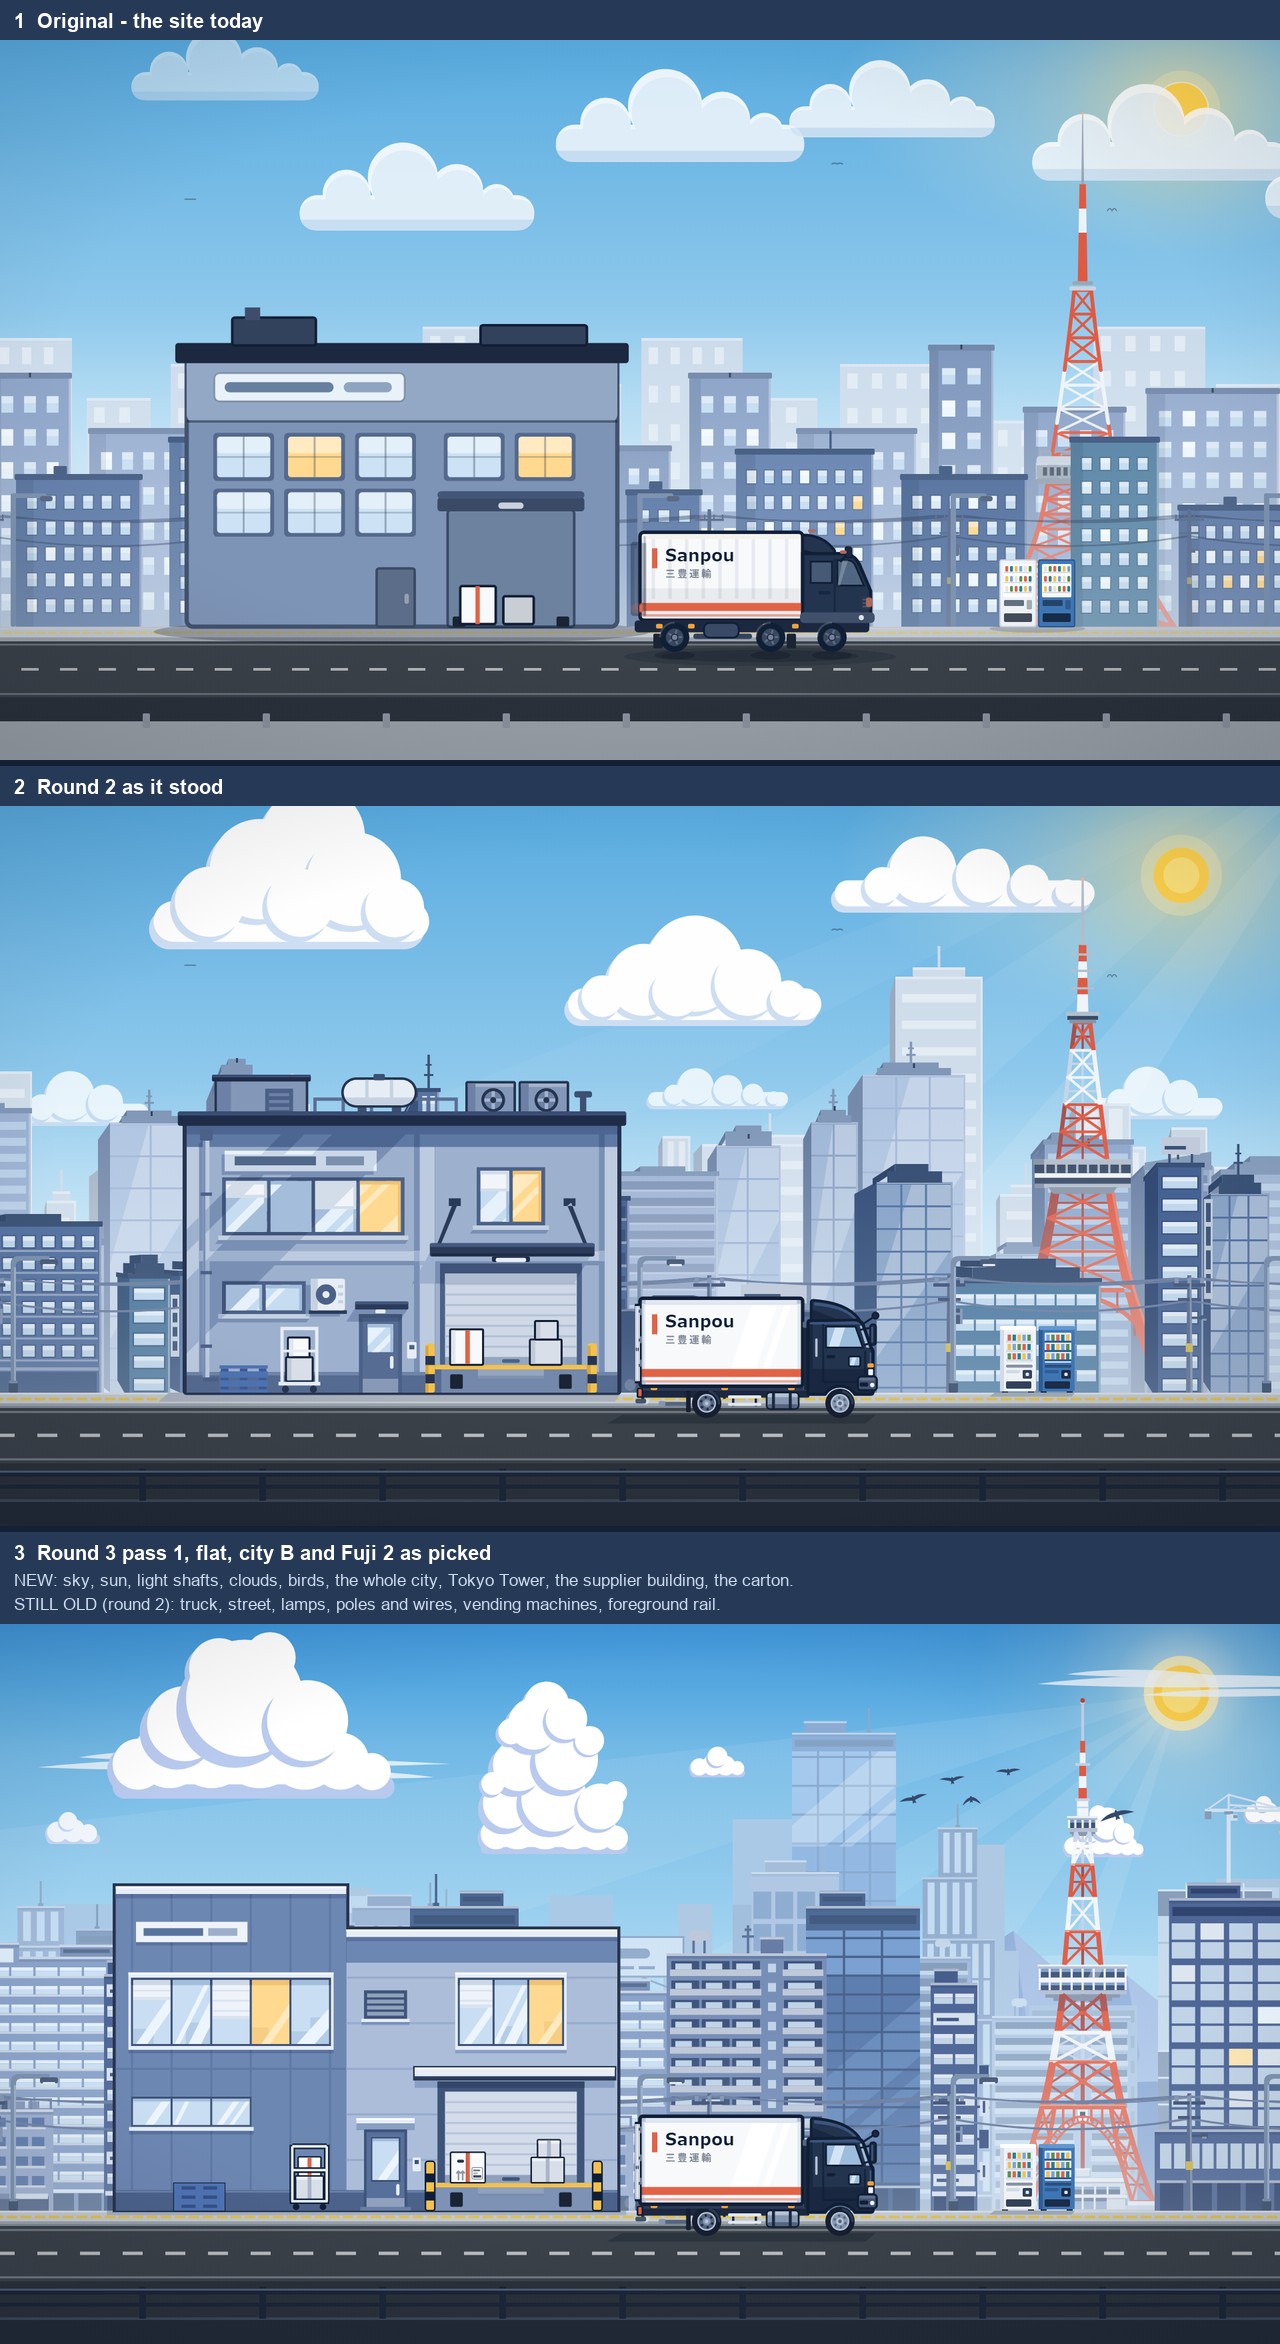 1 Original - the site today
Sanpou
三豊運輸
2 Round 2 as it stood
Sanpou
三豊運輸
3 Round 3 pass 1, flat, city B and Fuji 2 as picked
NEW: sky, sun, light shafts, clouds, birds, the whole city, Tokyo Tower, the supplier building, the carton.
STILL OLD (round 2): truck, street, lamps, poles and wires, vending machines, foreground rail.
Sanpou
三豊運輸